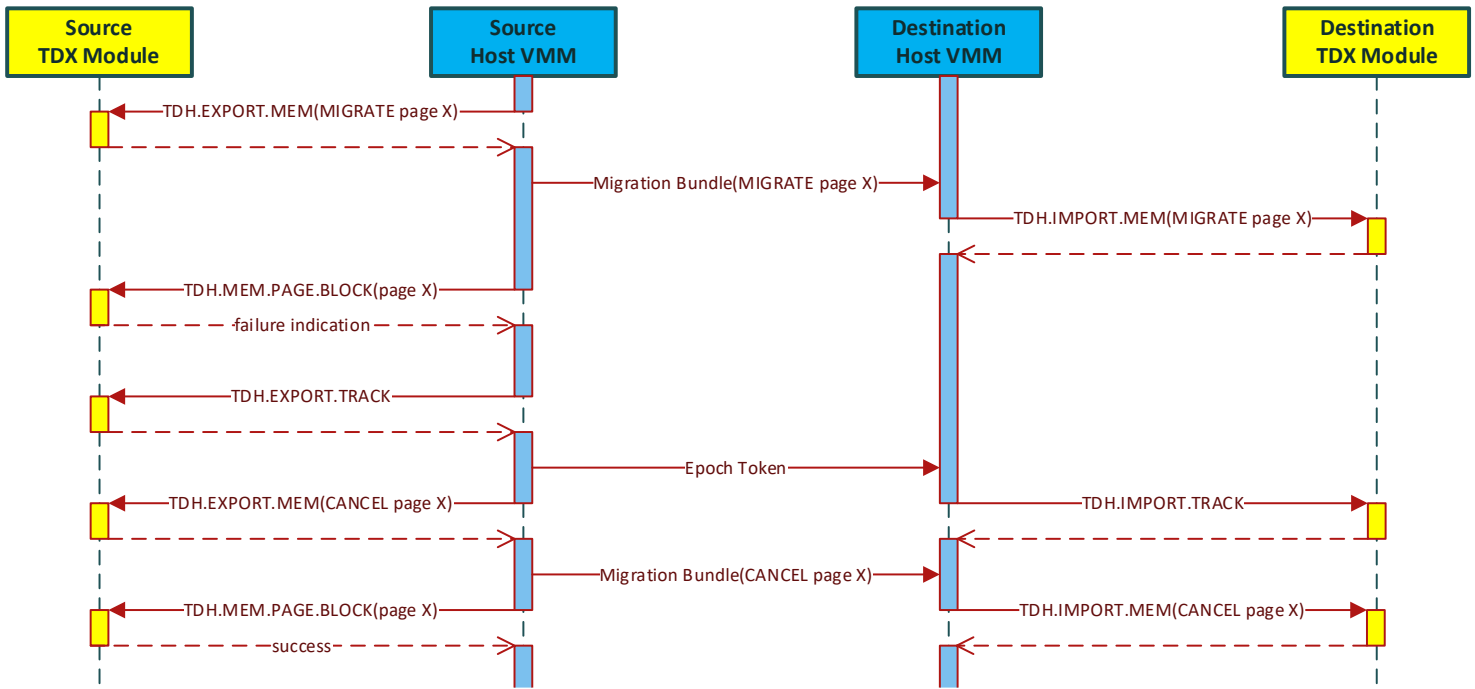 Source
TDX Module
Source
Host VMM
Destination
Host VMM
Destination
TDX Module
TDH.EXPORT.MEM(MIGRATE page X)
Migration Bundle(MIGRATE page X)
TDH.IMPORT.MEM(MIGRATE page X)
TDH.MEM.PAGE.BLOCK(page X)
failure indication
TDH.EXPORT.TRACK
Epoch Token
TDH.EXPORT.MEM(CANCEL page X)
TDH.IMPORT.TRACK
Migration Bundle(CANCEL page X)
TDH.MEM.PAGE.BLOCK(page X)
TDH.IMPORT.MEM(CANCEL page X)
success